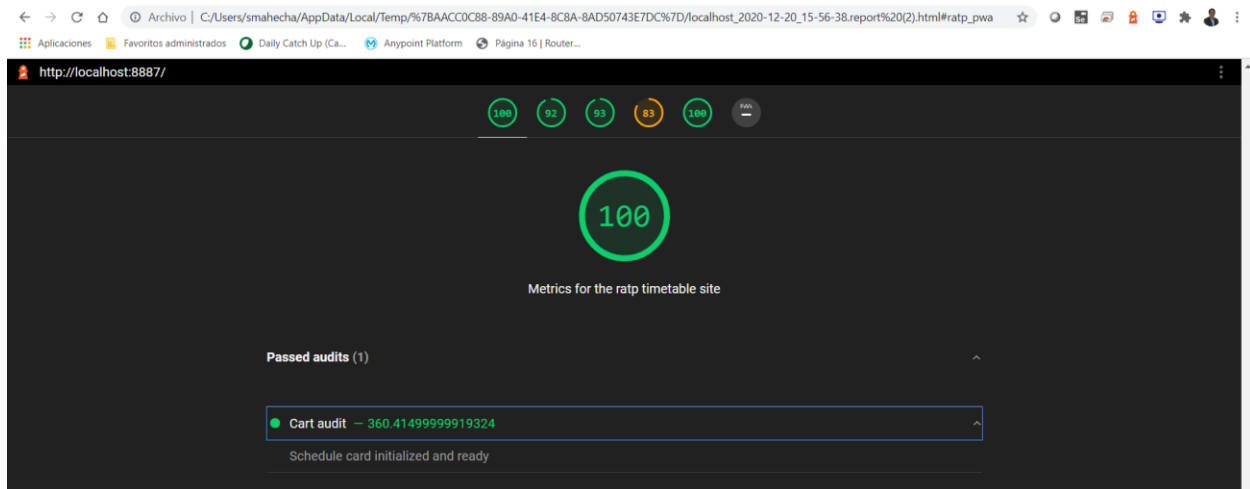 Archivo | C:/Users/smahecha/AppData/Local/Temp/%7BAACC0C88-89A0-41E4-8C8A-8AD50743E7DC%7D/localhost_2020-12-20_15-56-38.report%20(2).html#ratp_pwa
Aplicaciones Favoritos administrados Daily Catch Up (Ca... Anypoint Platform Página 16 | Router...
http://localhost:8887/
100 92 93 83 100 PWA
100
Metrics for the ratp timetable site
Passed audits (1)
Cart audit — 360.41499999919324
Schedule card initialized and ready